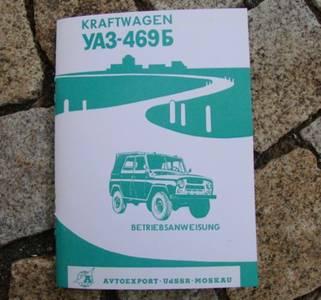 KRAFTWAGEN
УАЗ-469Б
BETRIEBSANWEISUNG
AVTOEXPORT · UdSSR · MOSKAU